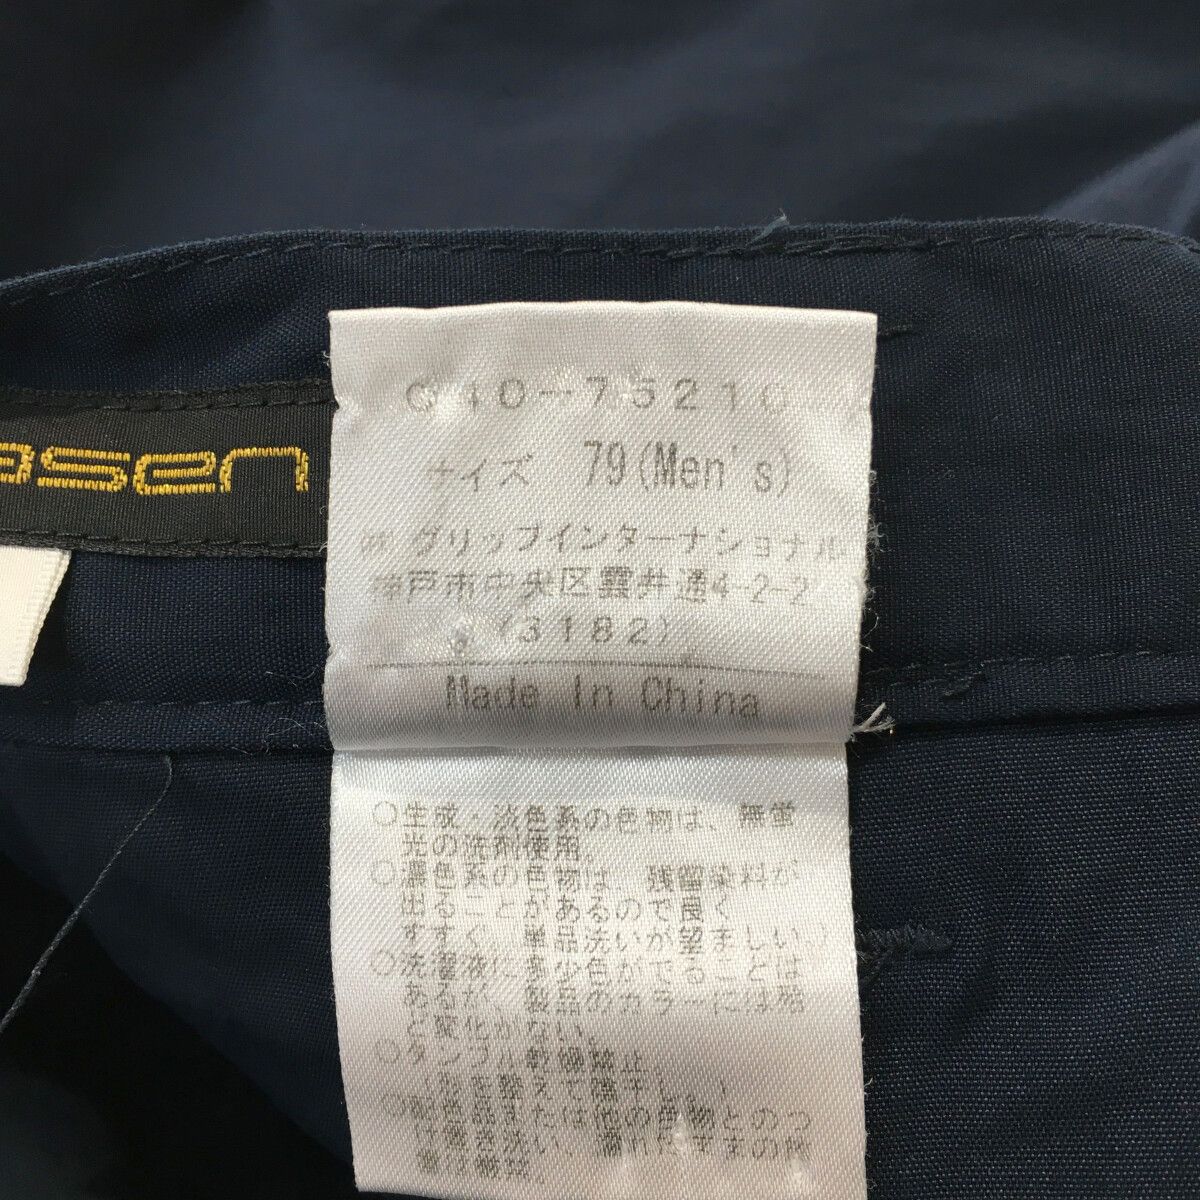 asen
サイズ 79(Men's)
㈱グリップインターナショナル
神戸市中央区雲井通4-2-2
(3182)
Made In China
○生成・淡色系の色物は、無蛍
光の洗剤使用。
○濃色系の色物は、残留染料が
出ることがあるので良く
すすぐ。単品洗いが望ましい。)
○洗濯液に多少色がでることは
あるが、製品のカラーには殆
ど変化がない。
○タンブル乾燥禁止